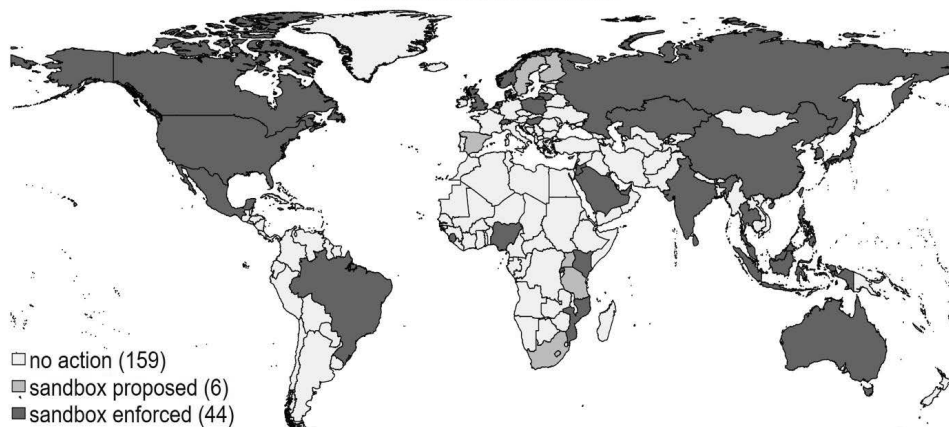 no action (159)
sandbox proposed (6)
sandbox enforced (44)